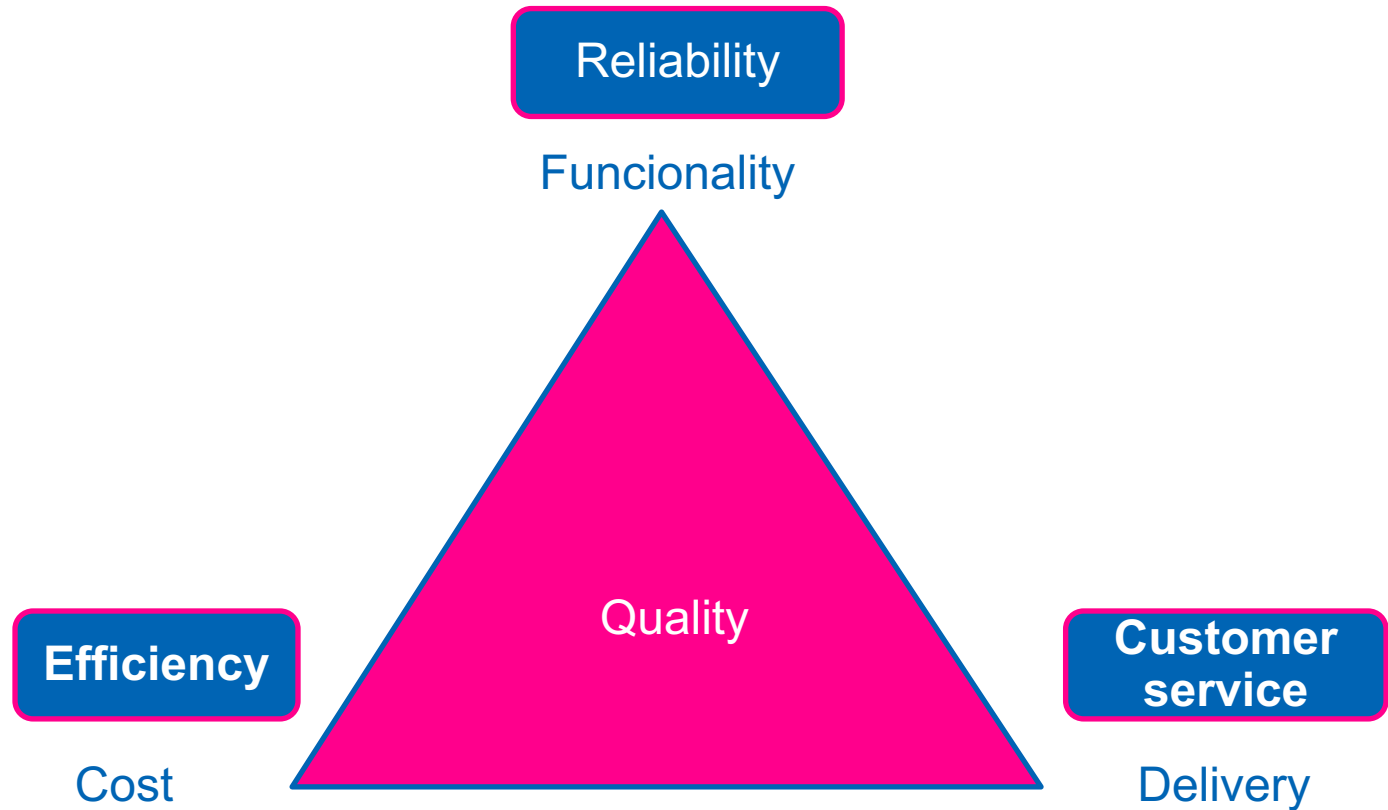 Reliability
Funcionality
Quality
Efficiency
Customer
service
Cost
Delivery